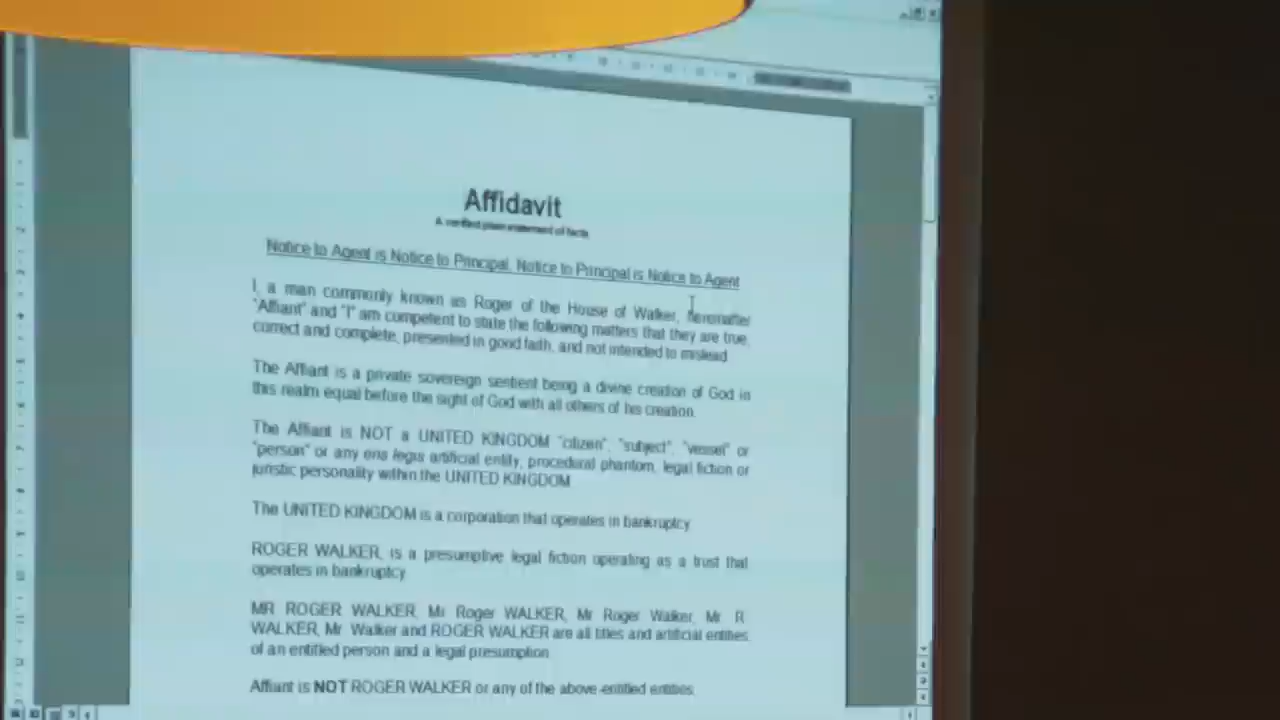 Affidavit
A verified plain statement of facts
Notice to Agent is Notice to Principal, Notice to Principal is Notice to Agent
I, a man commonly known as Roger of the House of Walker, hereinafter
"Affiant" and "I" am competent to state the following matters that they are true,
correct and complete, presented in good faith, and not intended to mislead
The Affiant is a private sovereign sentient being a divine creation of God in
this realm equal before the sight of God with all others of his creation.
The Affiant is NOT a UNITED KINGDOM "citizen", "subject", "vessel" or
"person" or any ens legis artificial entity, procedural phantom, legal fiction or
juristic personality within the UNITED KINGDOM
The UNITED KINGDOM is a corporation that operates in bankruptcy
ROGER WALKER, is a presumptive legal fiction operating as a trust that
operates in bankruptcy
MR ROGER WALKER, Mr Roger WALKER, Mr Roger Walker, Mr. R.
WALKER, Mr. Walker and ROGER WALKER are all titles and artificial entities
of an entitled person and a legal presumption
Affiant is NOT ROGER WALKER or any of the above-entitled entities.